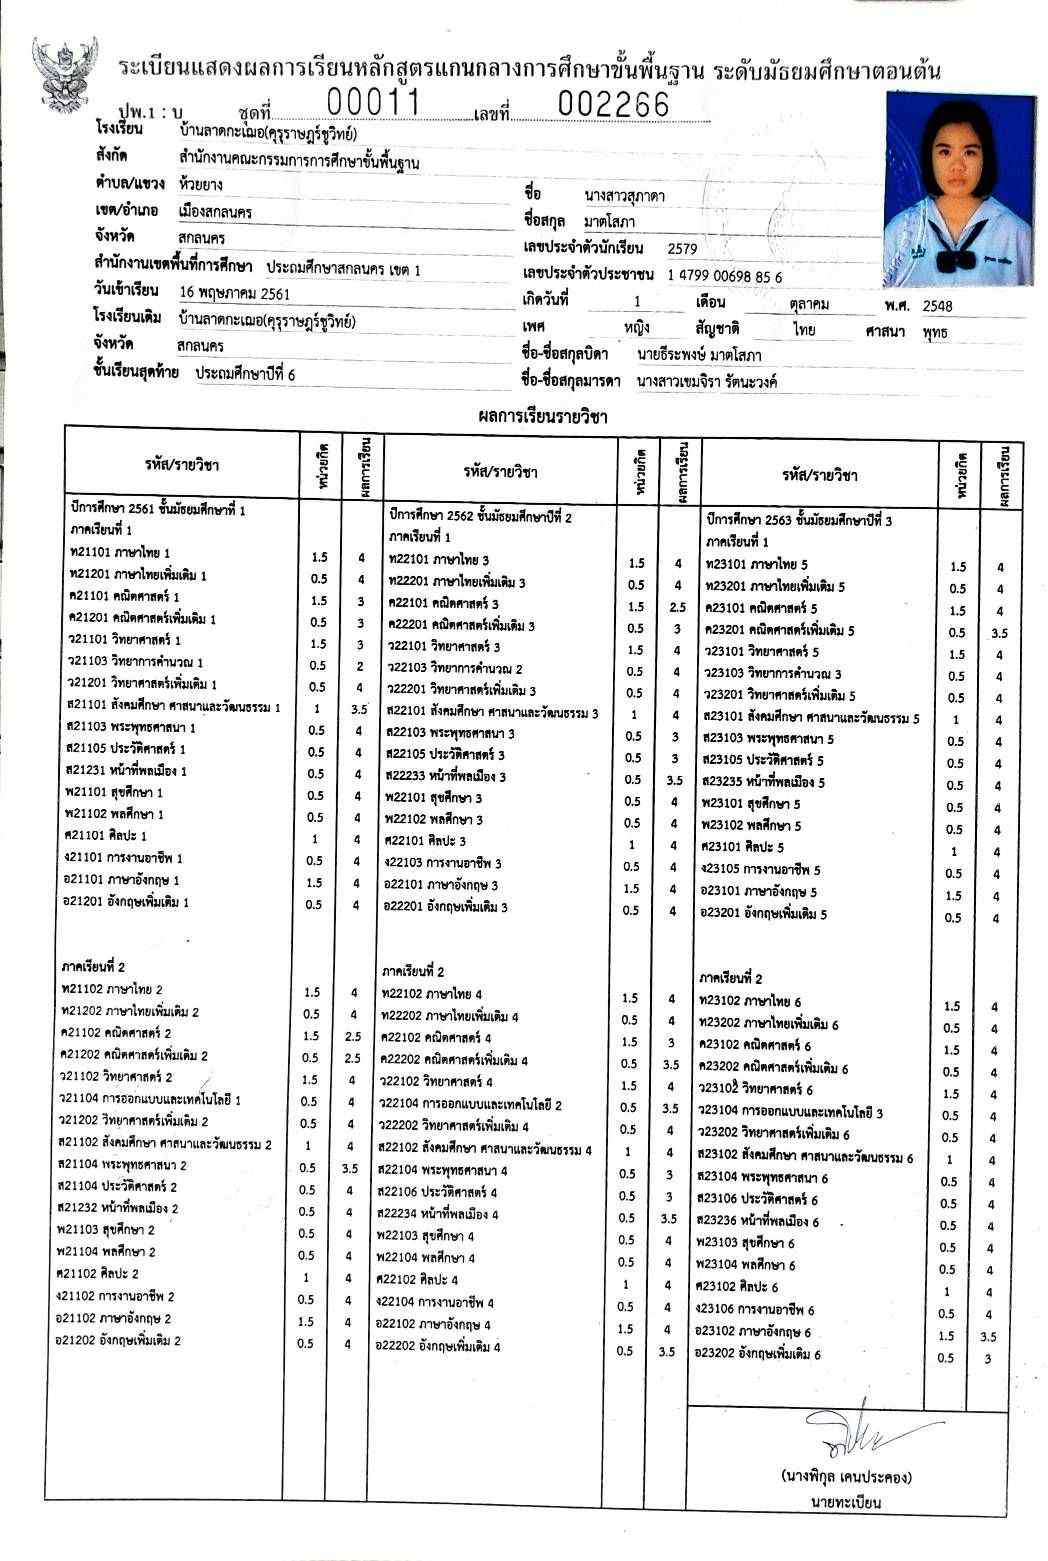 ระเบียนแสดงผลการเรียนหลักสูตรแกนกลางการศึกษาขั้นพื้นฐาน ระดับมัธยมศึกษาตอนต้น
ปพ.1 : บ ชุดที่ 00011 เลขที่ 002266
โรงเรียน บ้านลาดกะเฌอ(คุรุราษฎร์ชูวิทย์)
สังกัด สำนักงานคณะกรรมการการศึกษาขั้นพื้นฐาน
ตำบล/แขวง ห้วยยาง
เขต/อำเภอ เมืองสกลนคร
จังหวัด สกลนคร
สำนักงานเขตพื้นที่การศึกษา ประถมศึกษาสกลนคร เขต 1
วันเข้าเรียน 16 พฤษภาคม 2561
โรงเรียนเดิม บ้านลาดกะเฌอ(คุรุราษฎร์ชูวิทย์)
จังหวัด สกลนคร
ชั้นเรียนสุดท้าย ประถมศึกษาปีที่ 6
ชื่อ นางสาวสุภาดา
ชื่อสกุล มาตโสภา
เลขประจำตัวนักเรียน 2579
เลขประจำตัวประชาชน 1 4799 00698 85 6
เกิดวันที่ 1 เดือน ตุลาคม พ.ศ. 2548
เพศ หญิง สัญชาติ ไทย ศาสนา พุทธ
ชื่อ-ชื่อสกุลบิดา นายธีระพงษ์ มาตโสภา
ชื่อ-ชื่อสกุลมารดา นางสาวเขมจิรา รัตนะวงค์
ผลการเรียนรายวิชา
รหัส/รายวิชา หน่วยกิต ผลการเรียน
ปีการศึกษา 2561 ชั้นมัธยมศึกษาที่ 1
ภาคเรียนที่ 1
ท21101 ภาษาไทย 1 1.5 4
ท21201 ภาษาไทยเพิ่มเติม 1 0.5 4
ค21101 คณิตศาสตร์ 1 1.5 3
ค21201 คณิตศาสตร์เพิ่มเติม 1 0.5 3
ว21101 วิทยาศาสตร์ 1 1.5 3
ว21103 วิทยาการคำนวณ 1 0.5 2
ว21201 วิทยาศาสตร์เพิ่มเติม 1 0.5 4
ส21101 สังคมศึกษา ศาสนาและวัฒนธรรม 1 1 3.5
ส21103 พระพุทธศาสนา 1 0.5 4
ส21105 ประวัติศาสตร์ 1 0.5 4
ส21231 หน้าที่พลเมือง 1 0.5 4
พ21101 สุขศึกษา 1 0.5 4
พ21102 พลศึกษา 1 0.5 4
ศ21101 ศิลปะ 1 1 4
ง21101 การงานอาชีพ 1 0.5 4
อ21101 ภาษาอังกฤษ 1 1.5 4
อ21201 อังกฤษเพิ่มเติม 1 0.5 4
ภาคเรียนที่ 2
ท21102 ภาษาไทย 2 1.5 4
ท21202 ภาษาไทยเพิ่มเติม 2 0.5 4
ค21102 คณิตศาสตร์ 2 1.5 2.5
ค21202 คณิตศาสตร์เพิ่มเติม 2 0.5 2.5
ว21102 วิทยาศาสตร์ 2 1.5 4
ว21104 การออกแบบและเทคโนโลยี 1 0.5 4
ว21202 วิทยาศาสตร์เพิ่มเติม 2 0.5 4
ส21102 สังคมศึกษา ศาสนาและวัฒนธรรม 2 1 4
ส21104 พระพุทธศาสนา 2 0.5 3.5
ส21104 ประวัติศาสตร์ 2 0.5 4
ส21232 หน้าที่พลเมือง 2 0.5 4
พ21103 สุขศึกษา 2 0.5 4
พ21104 พลศึกษา 2 0.5 4
ศ21102 ศิลปะ 2 1 4
ง21102 การงานอาชีพ 2 0.5 4
อ21102 ภาษาอังกฤษ 2 1.5 4
อ21202 อังกฤษเพิ่มเติม 2 0.5 4
รหัส/รายวิชา หน่วยกิต ผลการเรียน
ปีการศึกษา 2562 ชั้นมัธยมศึกษาปีที่ 2
ภาคเรียนที่ 1
ท22101 ภาษาไทย 3 1.5 4
ท22201 ภาษาไทยเพิ่มเติม 3 0.5 4
ค22101 คณิตศาสตร์ 3 1.5 2.5
ค22201 คณิตศาสตร์เพิ่มเติม 3 0.5 3
ว22101 วิทยาศาสตร์ 3 1.5 4
ว22103 วิทยาการคำนวณ 2 0.5 4
ว22201 วิทยาศาสตร์เพิ่มเติม 3 0.5 4
ส22101 สังคมศึกษา ศาสนาและวัฒนธรรม 3 1 4
ส22103 พระพุทธศาสนา 3 0.5 3
ส22105 ประวัติศาสตร์ 3 0.5 3
ส22233 หน้าที่พลเมือง 3 0.5 3.5
พ22101 สุขศึกษา 3 0.5 4
พ22102 พลศึกษา 3 0.5 4
ศ22101 ศิลปะ 3 1 4
ง22103 การงานอาชีพ 3 0.5 4
อ22101 ภาษาอังกฤษ 3 1.5 4
อ22201 อังกฤษเพิ่มเติม 3 0.5 4
ภาคเรียนที่ 2
ท22102 ภาษาไทย 4 1.5 4
ท22202 ภาษาไทยเพิ่มเติม 4 0.5 4
ค22102 คณิตศาสตร์ 4 1.5 3
ค22202 คณิตศาสตร์เพิ่มเติม 4 0.5 3.5
ว22102 วิทยาศาสตร์ 4 1.5 4
ว22104 การออกแบบและเทคโนโลยี 2 0.5 3.5
ว22202 วิทยาศาสตร์เพิ่มเติม 4 0.5 4
ส22102 สังคมศึกษา ศาสนาและวัฒนธรรม 4 1 4
ส22104 พระพุทธศาสนา 4 0.5 3
ส22106 ประวัติศาสตร์ 4 0.5 3
ส22234 หน้าที่พลเมือง 4 0.5 3.5
พ22103 สุขศึกษา 4 0.5 4
พ22104 พลศึกษา 4 0.5 4
ศ22102 ศิลปะ 4 1 4
ง22104 การงานอาชีพ 4 0.5 4
อ22102 ภาษาอังกฤษ 4 1.5 4
อ22202 อังกฤษเพิ่มเติม 4 0.5 3.5
รหัส/รายวิชา หน่วยกิต ผลการเรียน
ปีการศึกษา 2563 ชั้นมัธยมศึกษาปีที่ 3
ภาคเรียนที่ 1
ท23101 ภาษาไทย 5 1.5 4
ท23201 ภาษาไทยเพิ่มเติม 5 0.5 4
ค23101 คณิตศาสตร์ 5 1.5 4
ค23201 คณิตศาสตร์เพิ่มเติม 5 0.5 3.5
ว23101 วิทยาศาสตร์ 5 1.5 4
ว23103 วิทยาการคำนวณ 3 0.5 4
ว23201 วิทยาศาสตร์เพิ่มเติม 5 0.5 4
ส23101 สังคมศึกษา ศาสนาและวัฒนธรรม 5 1 4
ส23103 พระพุทธศาสนา 5 0.5 4
ส23105 ประวัติศาสตร์ 5 0.5 4
ส23235 หน้าที่พลเมือง 5 0.5 4
พ23101 สุขศึกษา 5 0.5 4
พ23102 พลศึกษา 5 0.5 4
ศ23101 ศิลปะ 5 1 4
ง23105 การงานอาชีพ 5 0.5 4
อ23101 ภาษาอังกฤษ 5 1.5 4
อ23201 อังกฤษเพิ่มเติม 5 0.5 4
ภาคเรียนที่ 2
ท23102 ภาษาไทย 6 1.5 4
ท23202 ภาษาไทยเพิ่มเติม 6 0.5 4
ค23102 คณิตศาสตร์ 6 1.5 4
ค23202 คณิตศาสตร์เพิ่มเติม 6 0.5 4
ว23102 วิทยาศาสตร์ 6 1.5 4
ว23104 การออกแบบและเทคโนโลยี 3 0.5 4
ว23202 วิทยาศาสตร์เพิ่มเติม 6 0.5 4
ส23102 สังคมศึกษา ศาสนาและวัฒนธรรม 6 1 4
ส23104 พระพุทธศาสนา 6 0.5 4
ส23106 ประวัติศาสตร์ 6 0.5 4
ส23236 หน้าที่พลเมือง 6 0.5 4
พ23103 สุขศึกษา 6 0.5 4
พ23104 พลศึกษา 6 0.5 4
ศ23102 ศิลปะ 6 1 4
ง23106 การงานอาชีพ 6 0.5 4
อ23102 ภาษาอังกฤษ 6 1.5 3.5
อ23202 อังกฤษเพิ่มเติม 6 0.5 3
(นางพิกุล เคนประคอง)
นายทะเบียน